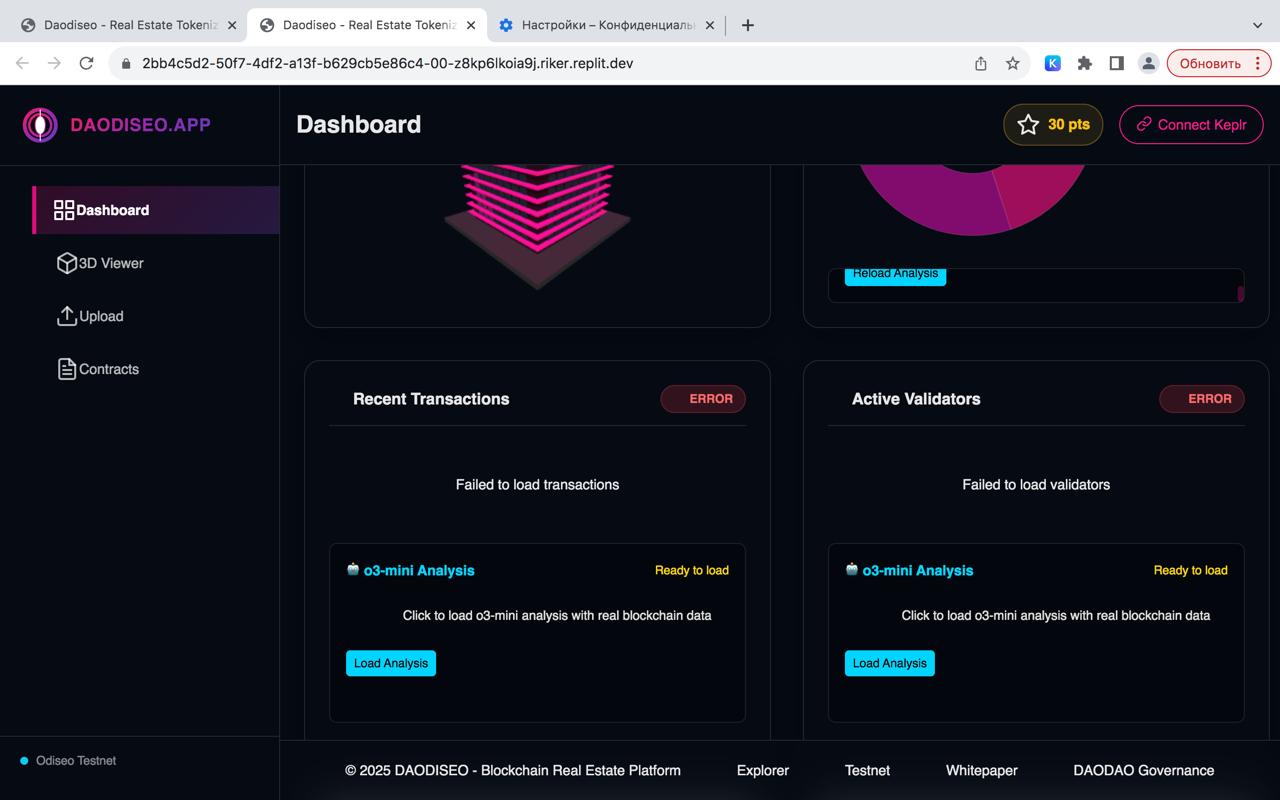 Daodiseo - Real Estate Tokeniz
Daodiseo - Real Estate Tokeniz
Настройки – Конфиденциаль
2bb4c5d2-50f7-4df2-a13f-b629cb5e86c4-00-z8kp6lkoia9j.riker.replit.dev
K
Обновить
DAODISEO.APP
Dashboard
30 pts
Connect Keplr
Dashboard
3D Viewer
Upload
Contracts
Reload Analysis
Recent Transactions
ERROR
Failed to load transactions
o3-mini Analysis
Ready to load
Click to load o3-mini analysis with real blockchain data
Load Analysis
Active Validators
ERROR
Failed to load validators
o3-mini Analysis
Ready to load
Click to load o3-mini analysis with real blockchain data
Load Analysis
Odiseo Testnet
© 2025 DAODISEO - Blockchain Real Estate Platform
Explorer
Testnet
Whitepaper
DAODAO Governance